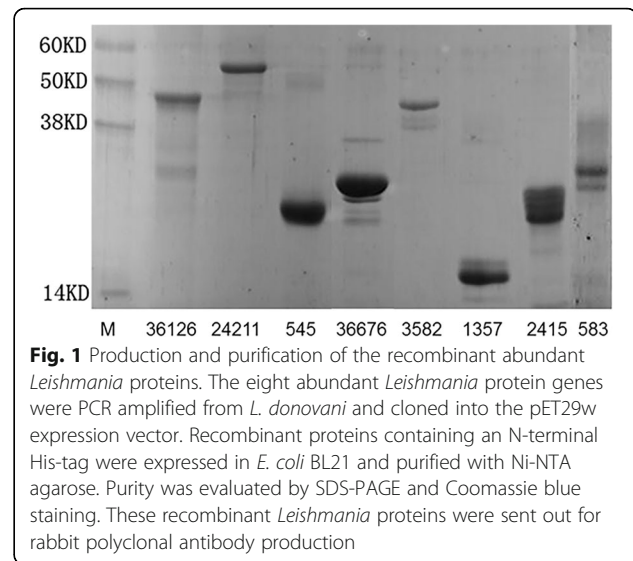 60KD
50KD
38KD
14KD
M 36126 24211 545 36676 3582 1357 2415 583
Fig. 1 Production and purification of the recombinant abundant
Leishmania proteins. The eight abundant Leishmania protein genes
were PCR amplified from L. donovani and cloned into the pET29w
expression vector. Recombinant proteins containing an N-terminal
His-tag were expressed in E. coli BL21 and purified with Ni-NTA
agarose. Purity was evaluated by SDS-PAGE and Coomassie blue
staining. These recombinant Leishmania proteins were sent out for
rabbit polyclonal antibody production